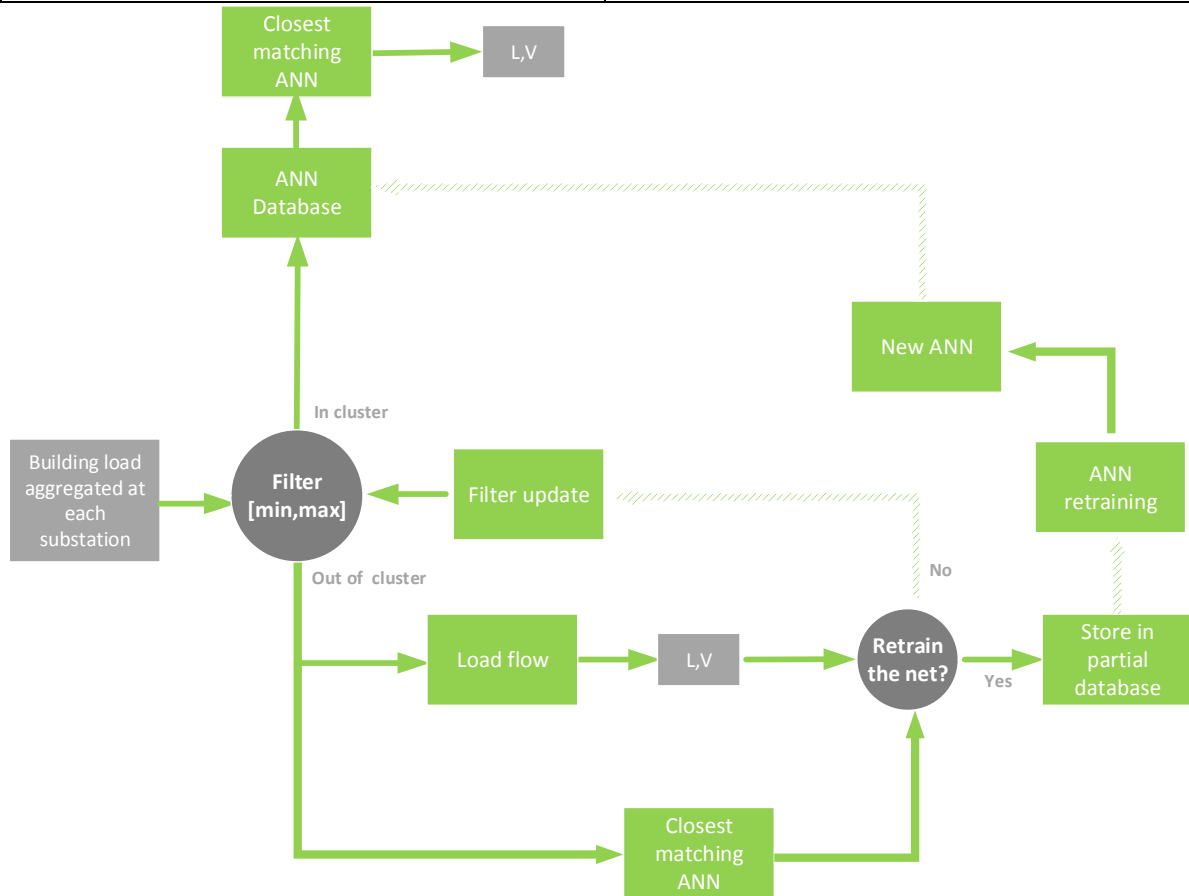 Closest
matching
ANN
L,V
ANN
Database
New ANN
In cluster
Building load
aggregated at
each
substation
Filter
[min,max]
Filter update
ANN
retraining
Out of cluster
No
Load flow
L,V
Retrain
the net?
Yes
Store in
partial
database
Closest
matching
ANN